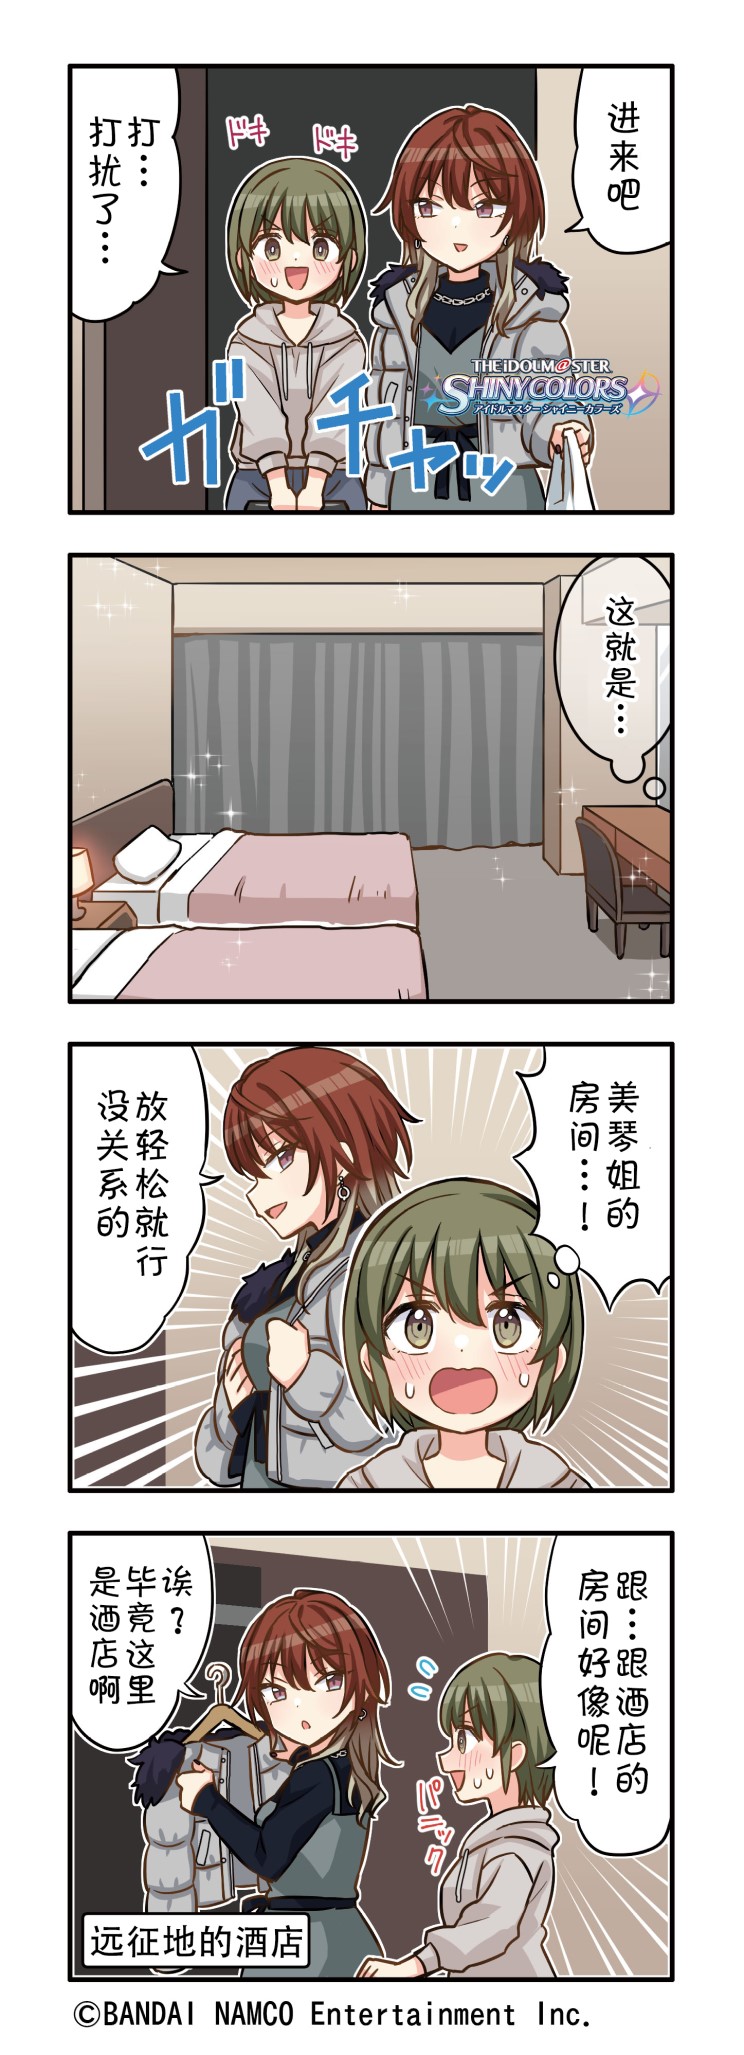 进来吧
打…
打扰了…
ドキ
ドキ
ガチャッ
THE iDOLM@STER
SHINY COLORS
アイドルマスター シャイニーカラーズ
这就是…
美琴姐的
房间…！
放轻松就行
没关系的
跟…跟酒店的
房间好像呢！
诶？
毕竟这里
是酒店啊
パニック
远征地的酒店
©BANDAI NAMCO Entertainment Inc.